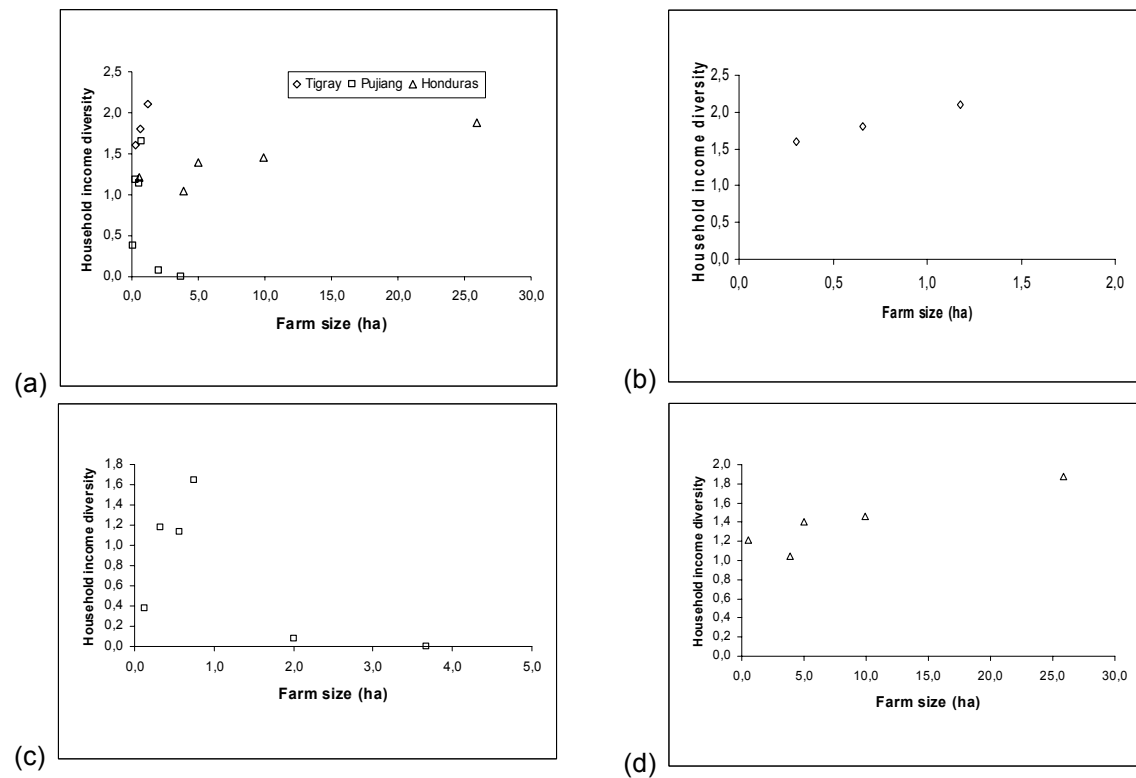 Household income diversity
2,5
2,0
1,5
1,0
0,5
0,0
Tigray Pujiang Honduras
0,0 5,0 10,0 15,0 20,0 25,0 30,0
Farm size (ha)
(a)
Household income diversity
2,5
2,0
1,5
1,0
0,5
0,0
0,0 0,5 1,0 1,5 2,0
Farm size (ha)
(b)
Household income diversity
1,8
1,6
1,4
1,2
1,0
0,8
0,6
0,4
0,2
0,0
0,0 1,0 2,0 3,0 4,0 5,0
Farm size (ha)
(c)
Household income diversity
2,0
1,8
1,6
1,4
1,2
1,0
0,8
0,6
0,4
0,2
0,0
0,0 5,0 10,0 15,0 20,0 25,0 30,0
Farm size (ha)
(d)